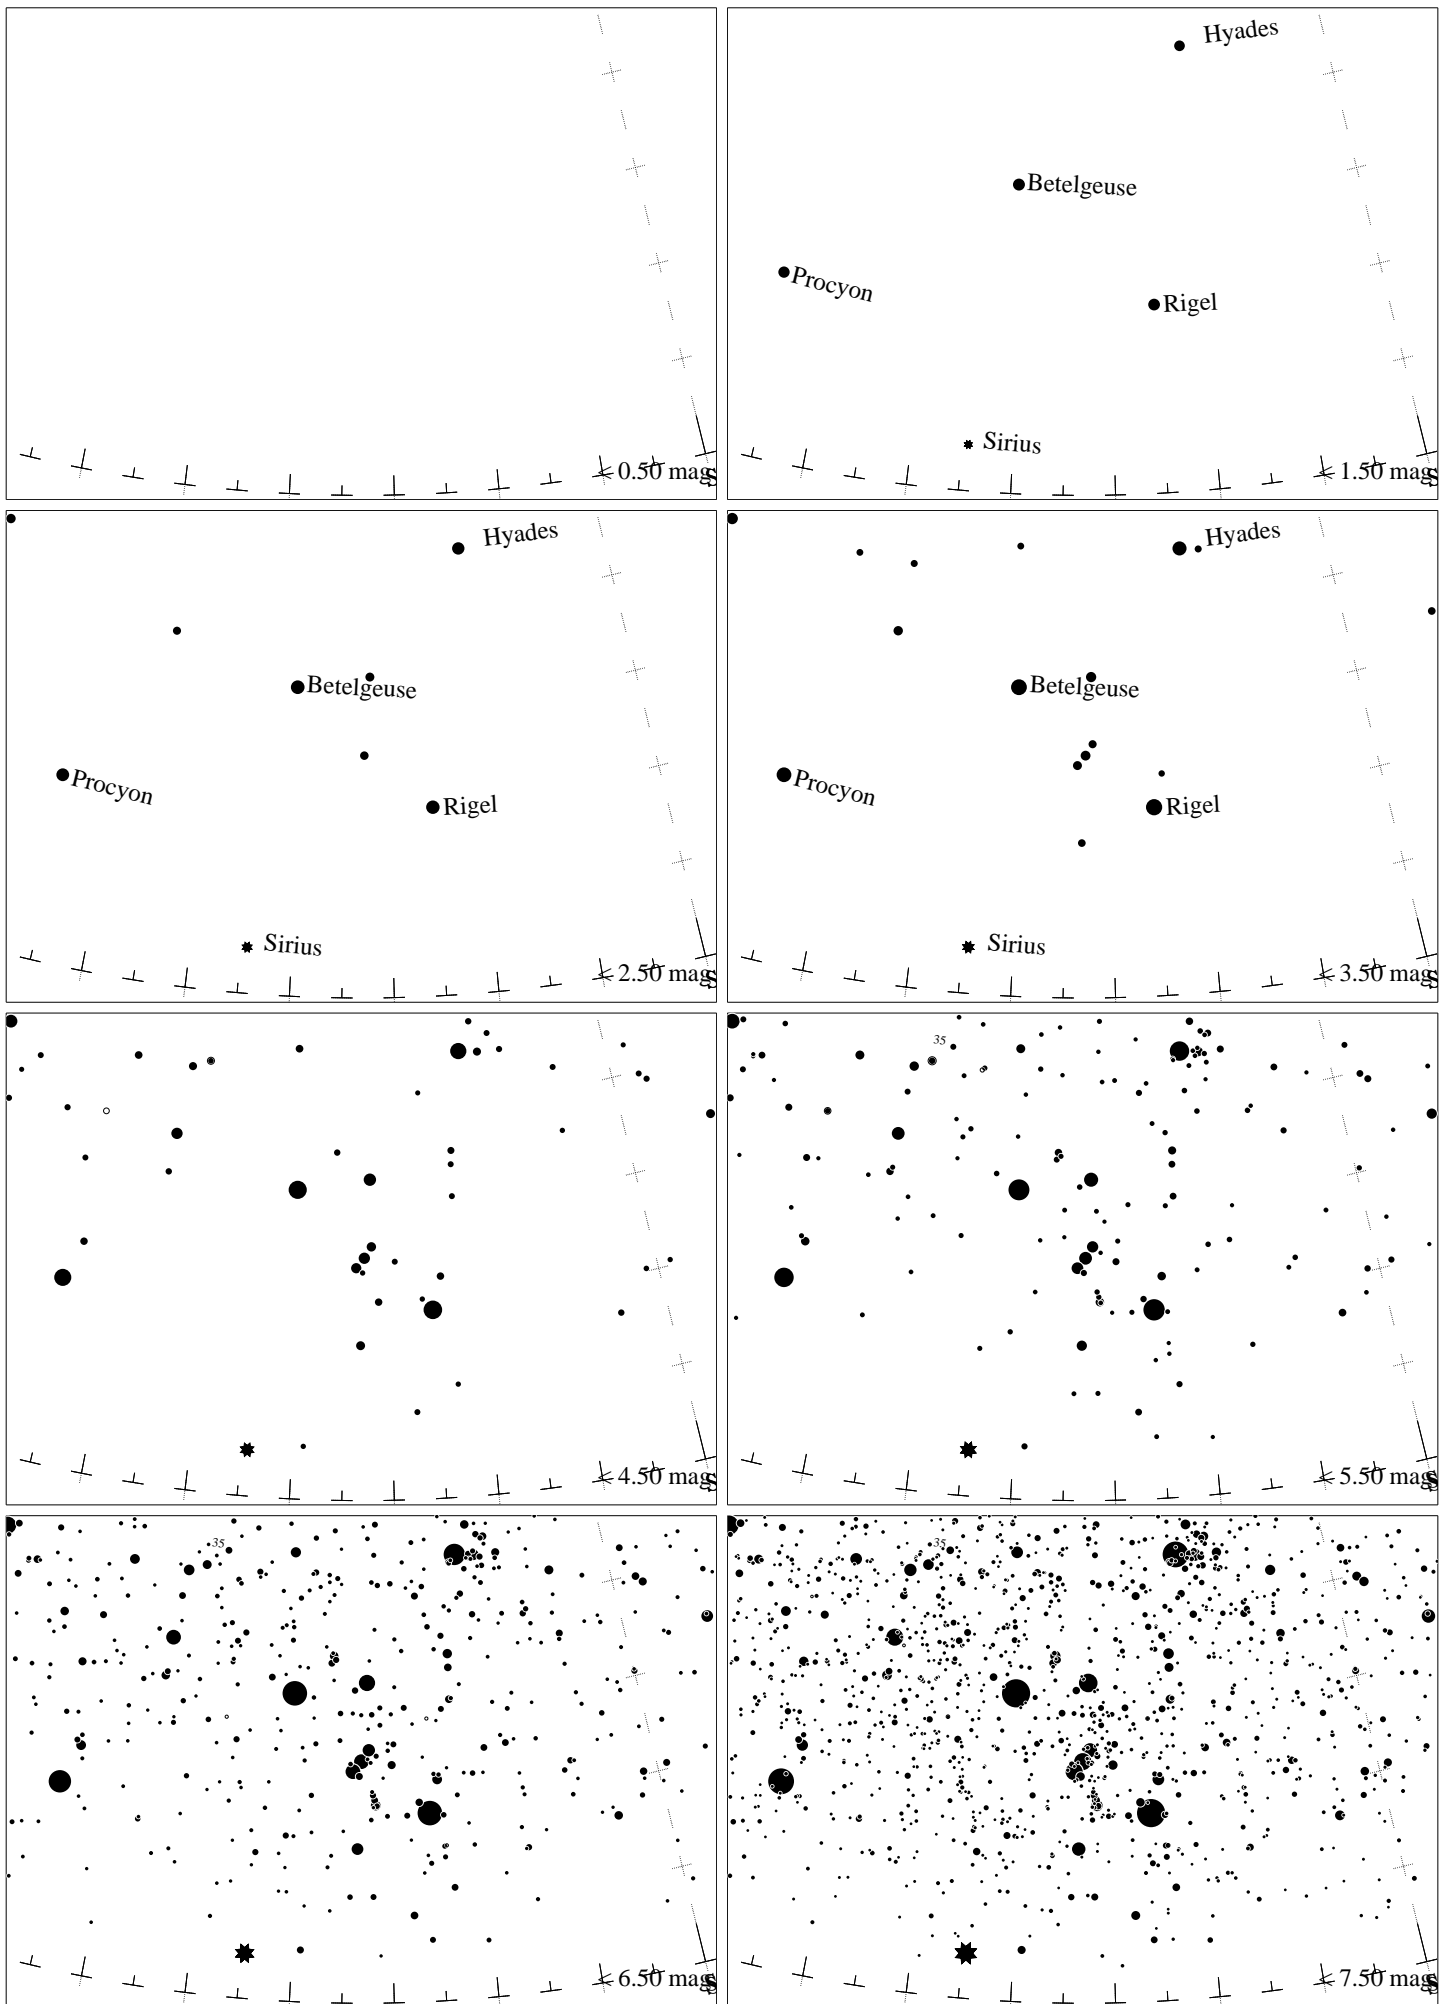 < 0.50 mag
S
Hyades
Betelgeuse
Procyon
Rigel
Sirius
< 1.50 mag
S
Hyades
Betelgeuse
Procyon
Rigel
Sirius
< 2.50 mag
S
Hyades
Betelgeuse
Procyon
Rigel
Sirius
< 3.50 mag
S
< 4.50 mag
S
35
< 5.50 mag
S
35
< 6.50 mag
S
35
< 7.50 mag
S